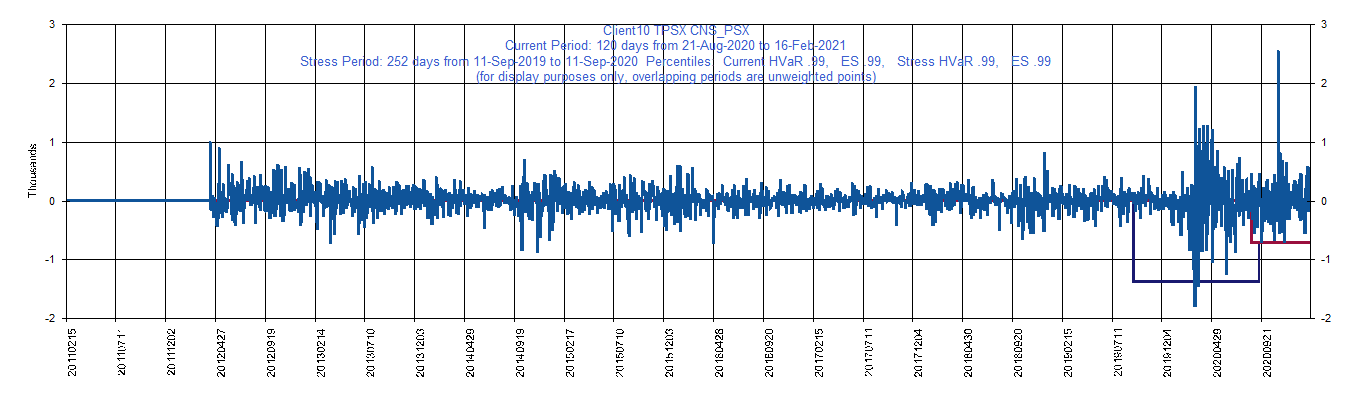 Client10 TPSX CNS_PSX
Current Period: 120 days from 21-Aug-2020 to 16-Feb-2021
Stress Period: 252 days from 11-Sep-2019 to 11-Sep-2020 Percentiles: Current HVaR .99, ES .99, Stress HVaR .99, ES .99
(for display purposes only, overlapping periods are unweighted points)
3 3
2 2
1 1
0 0
-1 -1
-2 -2
Thousands
20110215 20110711 20111202 20120427 20120919 20130214 20130710 20131203 20140429 20140919 20150217 20150710 20151203 20160428 20160920 20170215 20170711 20171204 20180430 20180920 20190215 20190711 20191204 20200429 20200921